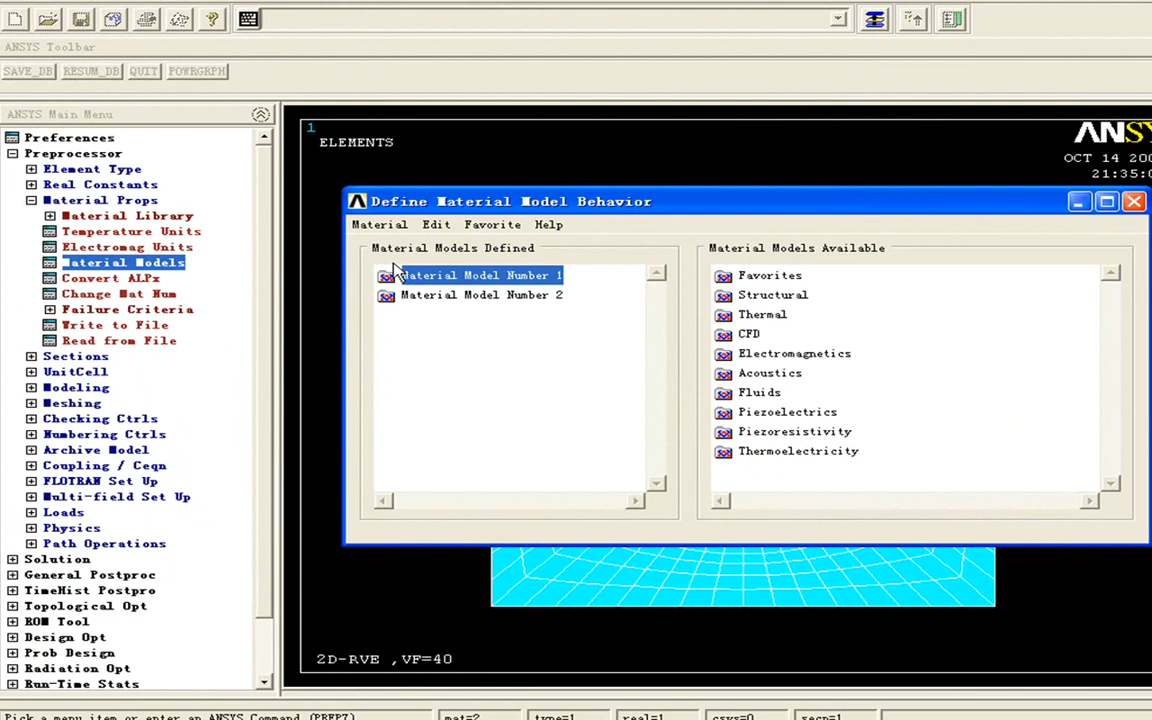 ANSYS Toolbar
SAVE_DB RESUM_DB QUIT POWRGRPH
ANSYS Main Menu
Preferences
Preprocessor
Element Type
Real Constants
Material Props
Material Library
Temperature Units
Electromag Units
Material Models
Convert ALPx
Change Mat Num
Failure Criteria
Write to File
Read from File
Sections
UnitCell
Modeling
Meshing
Checking Ctrls
Numbering Ctrls
Archive Model
Coupling / Ceqn
FLOTRAN Set Up
Multi-field Set Up
Loads
Physics
Path Operations
Solution
General Postproc
TimeHist Postpro
Topological Opt
ROM Tool
Design Opt
Prob Design
Radiation Opt
Run-Time Stats
1
ELEMENTS
ANSY
OCT 14 200
21:35:0
Define Material Model Behavior
Material Edit Favorite Help
Material Models Defined
Material Model Number 1
Material Model Number 2
Material Models Available
Favorites
Structural
Thermal
CFD
Electromagnetics
Acoustics
Fluids
Piezoelectrics
Piezoresistivity
Thermoelectricity
2D-RVE ,VF=40
Pick a menu item or enter an ANSYS Command (PREP7)
mat=2
type=1
real=1
csys=0
secn=1